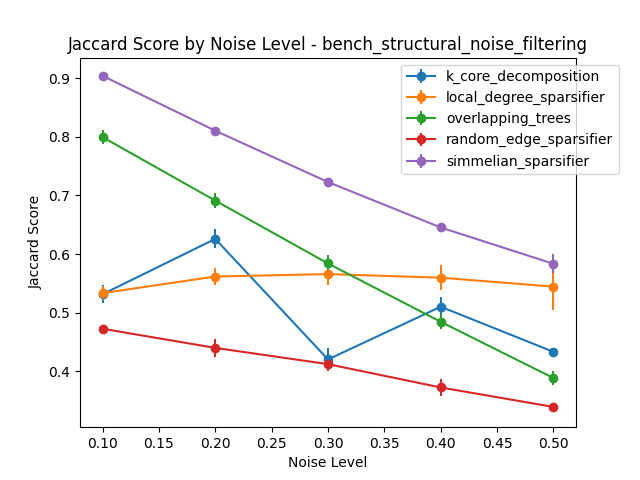 Jaccard Score by Noise Level - bench_structural_noise_filtering
k_core_decomposition
local_degree_sparsifier
overlapping_trees
random_edge_sparsifier
simmelian_sparsifier
Jaccard Score
0.9
0.8
0.7
0.6
0.5
0.4
0.10
0.15
0.20
0.25
0.30
0.35
0.40
0.45
0.50
Noise Level